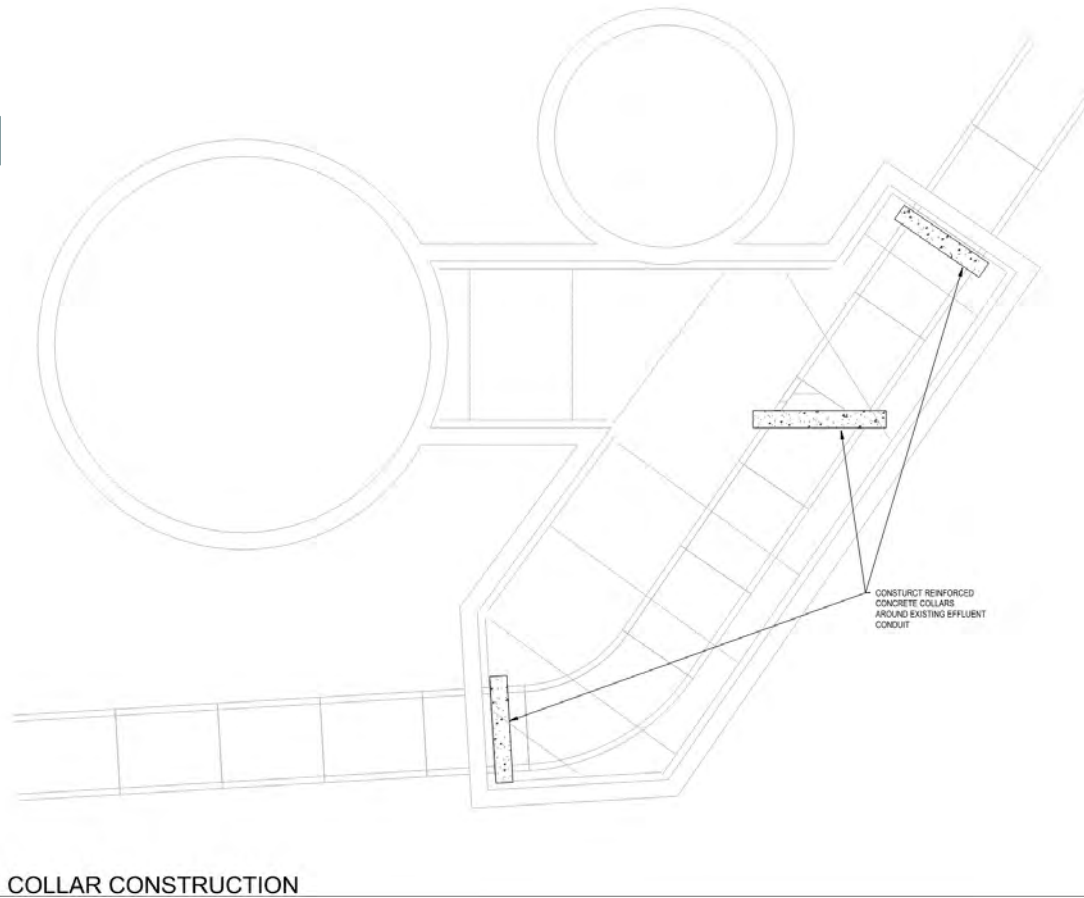 CONSTURCT REINFORCED
CONCRETE COLLARS
AROUND EXISTING EFFLUENT
CONDUIT
COLLAR CONSTRUCTION